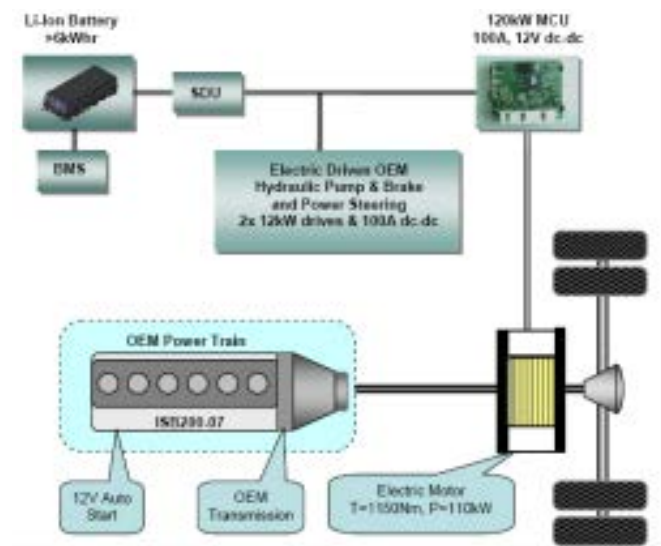 Li-Ion Battery
>6kWhr
120kW MCU
100A, 12V dc-dc
SDU
BMS
Electric Driven OEM
Hydraulic Pump & Brake
and Power Steering
2x 12kW drives & 100A dc-dc
OEM Power Train
ISB200.07
12V Auto
Start
OEM
Transmission
Electric Motor
T=1150Nm, P=110kW